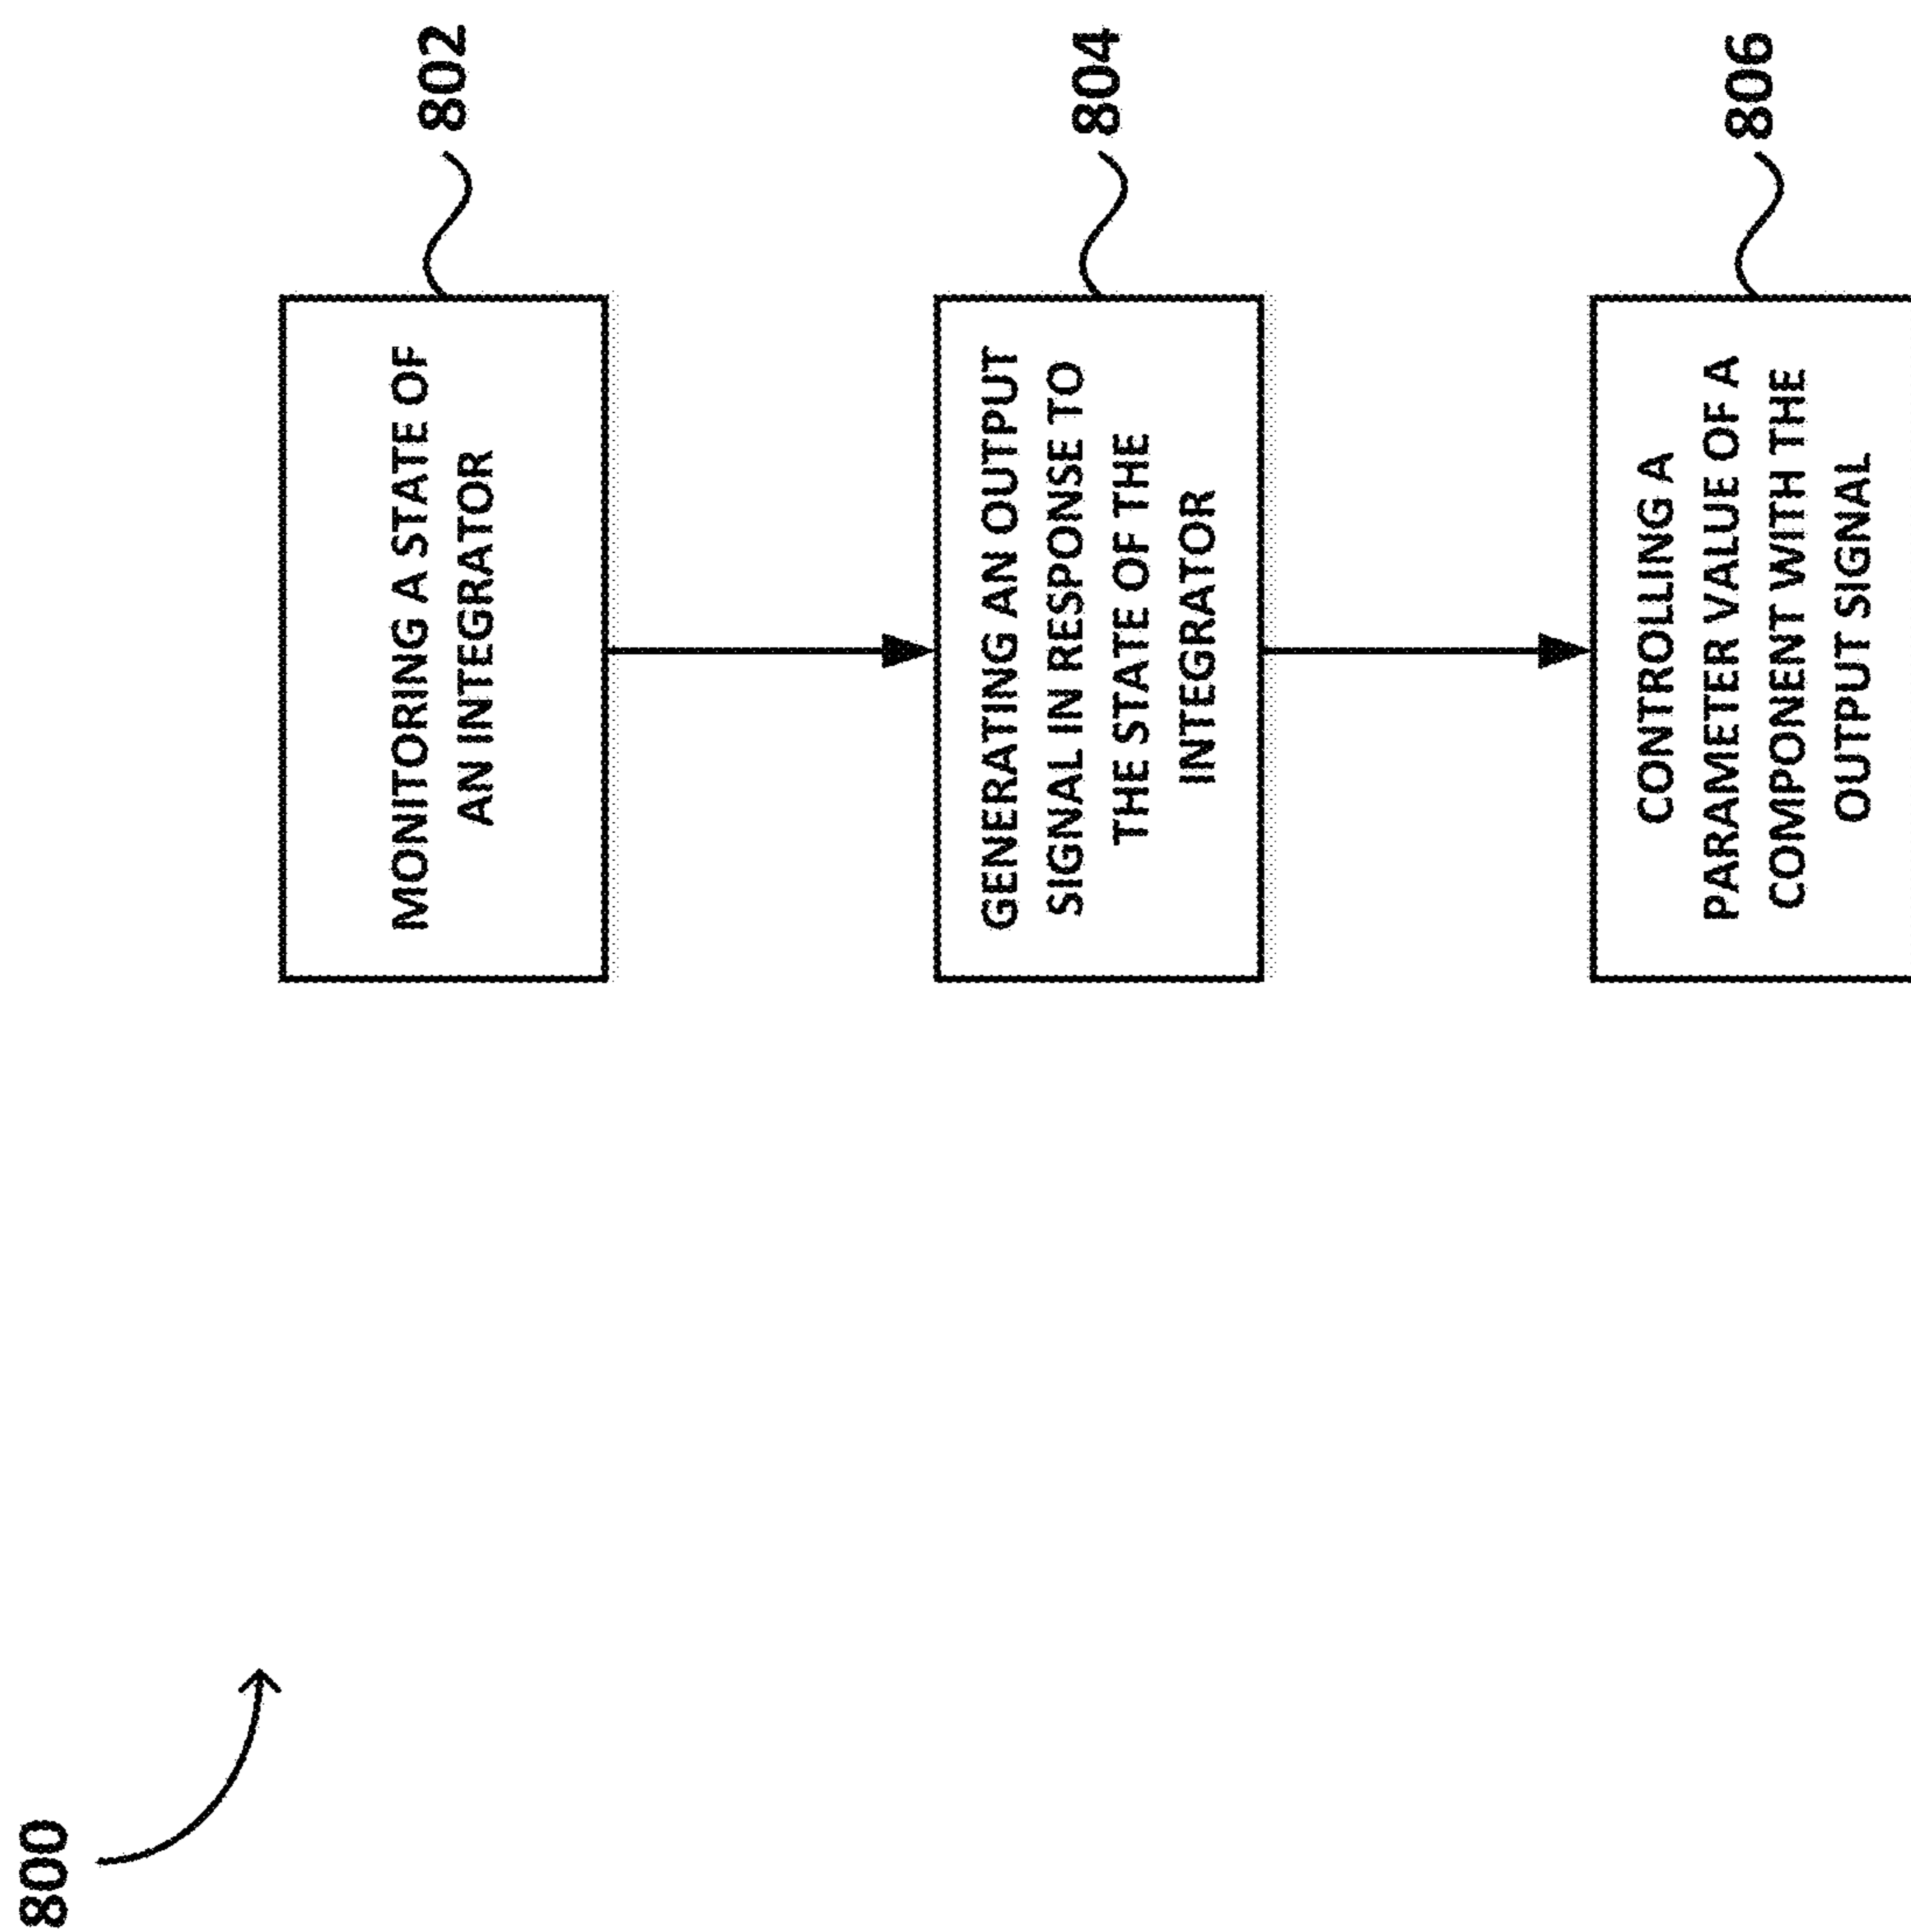 800
MONITORING A STATE OF
AN INTEGRATOR
802
GENERATING AN OUTPUT
SIGNAL IN RESPONSE TO
THE STATE OF THE
INTEGRATOR
804
CONTROLLING A
PARAMETER VALUE OF A
COMPONENT WITH THE
OUTPUT SIGNAL
806